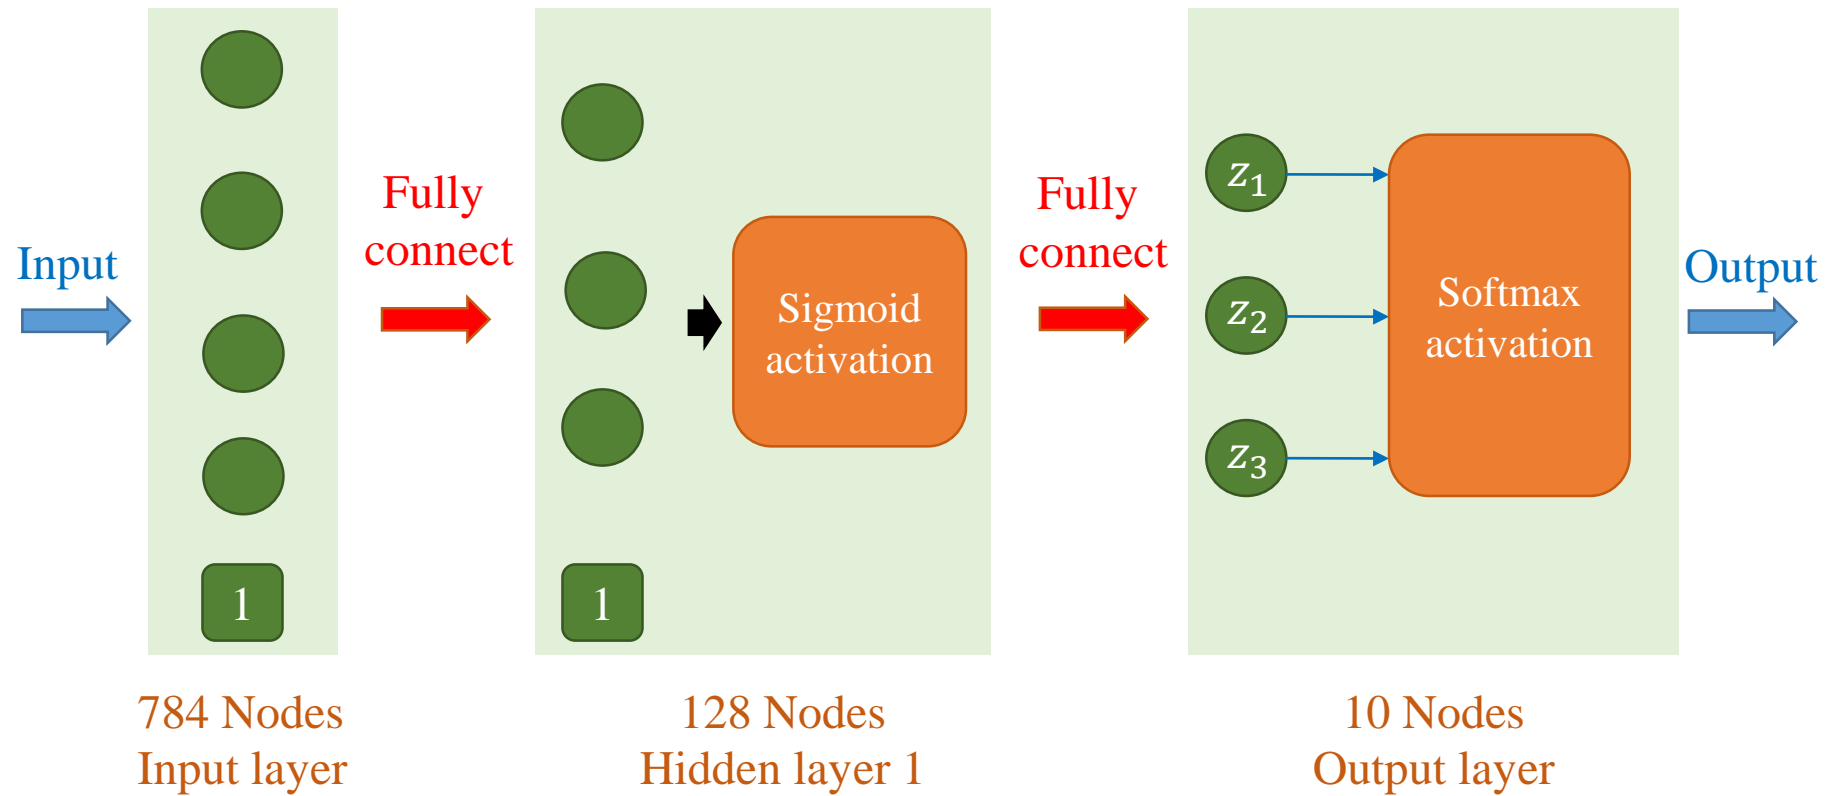 Input
1
784 Nodes
Input layer
Fully
connect
1
Sigmoid
activation
128 Nodes
Hidden layer 1
Fully
connect
z₁
z₂
z₃
Softmax
activation
10 Nodes
Output layer
Output